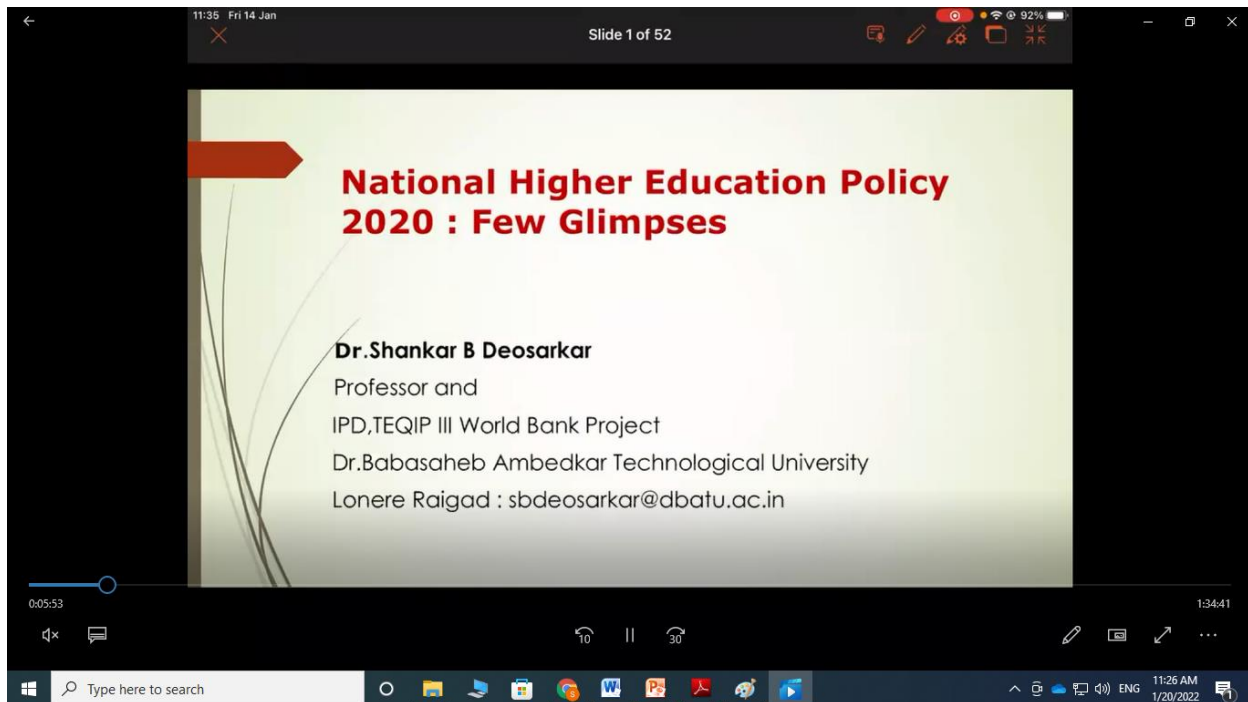 11:35 Fri 14 Jan
92%
Slide 1 of 52
National Higher Education Policy
2020 : Few Glimpses
Dr.Shankar B Deosarkar
Professor and
IPD,TEQIP III World Bank Project
Dr.Babasaheb Ambedkar Technological University
Lonere Raigad : sbdeosarkar@dbatu.ac.in
0:05:53
1:34:41
10
30
Type here to search
ENG
11:26 AM
1/20/2022